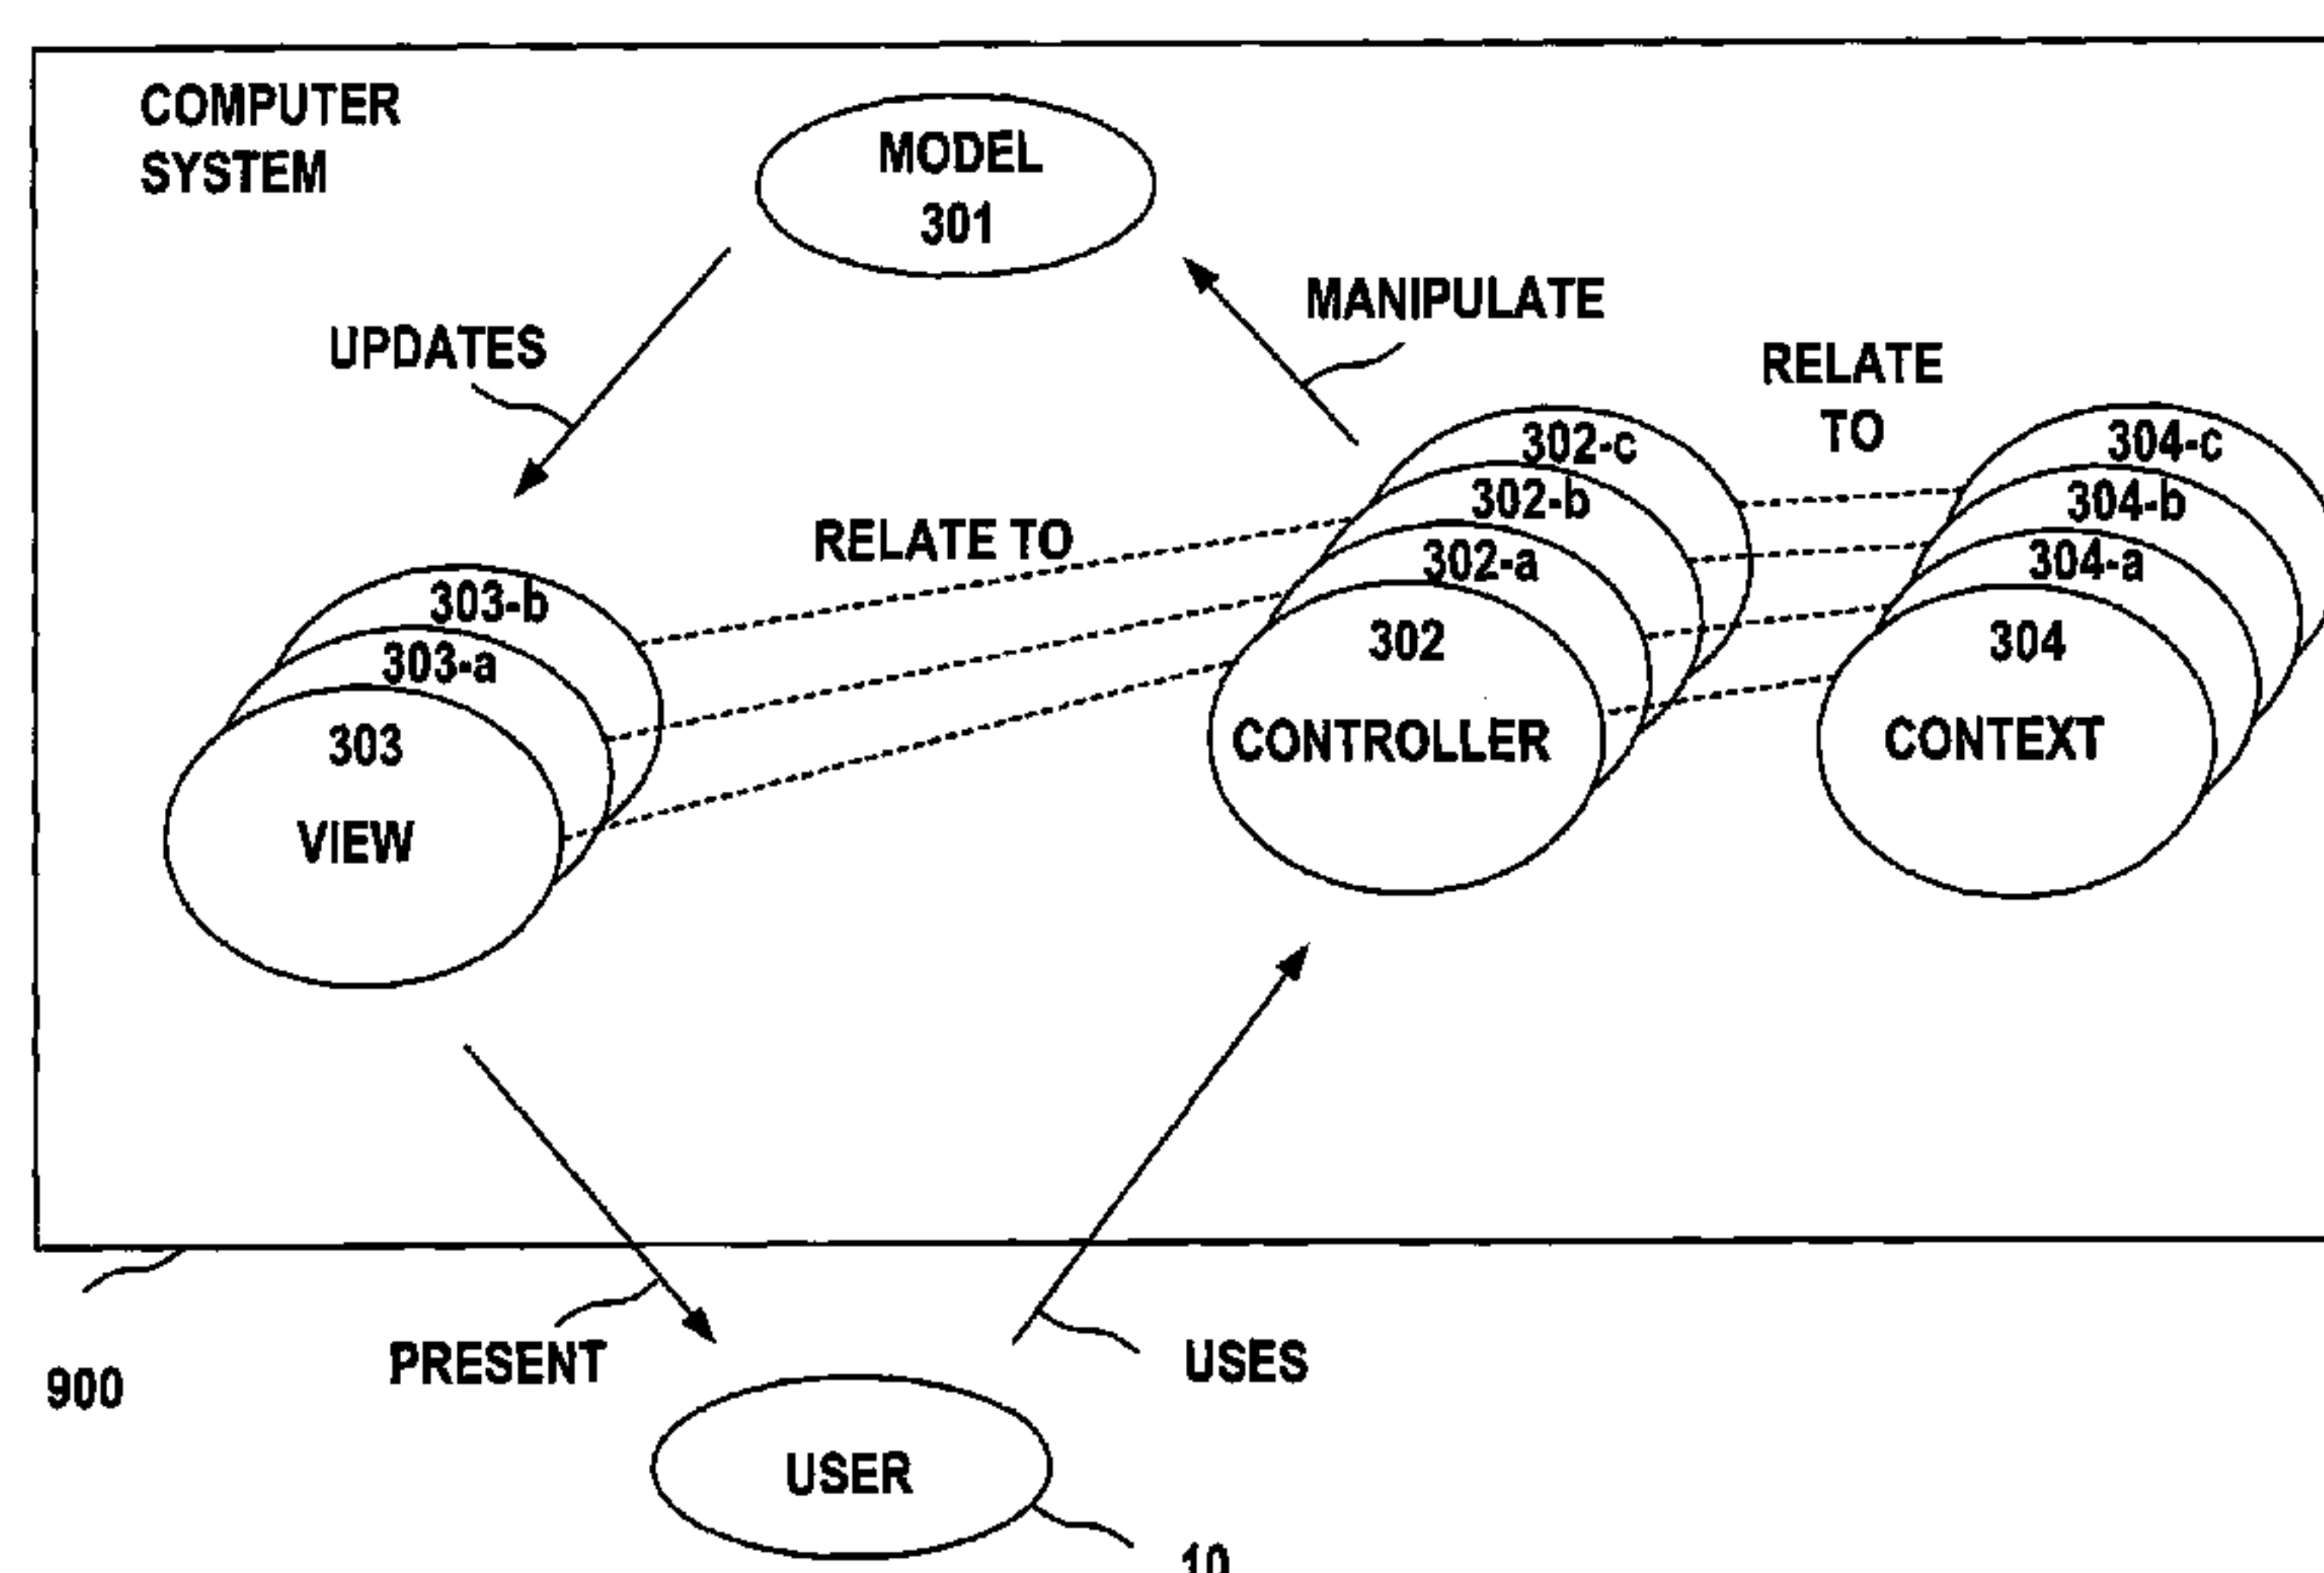 COMPUTER
SYSTEM
MODEL
301
UPDATES
MANIPULATE
RELATE
TO
RELATE TO
302-c
302-b
302-a
302
CONTROLLER
304-c
304-b
304-a
304
CONTEXT
303-b
303-a
303
VIEW
900
PRESENT
USES
USER
10